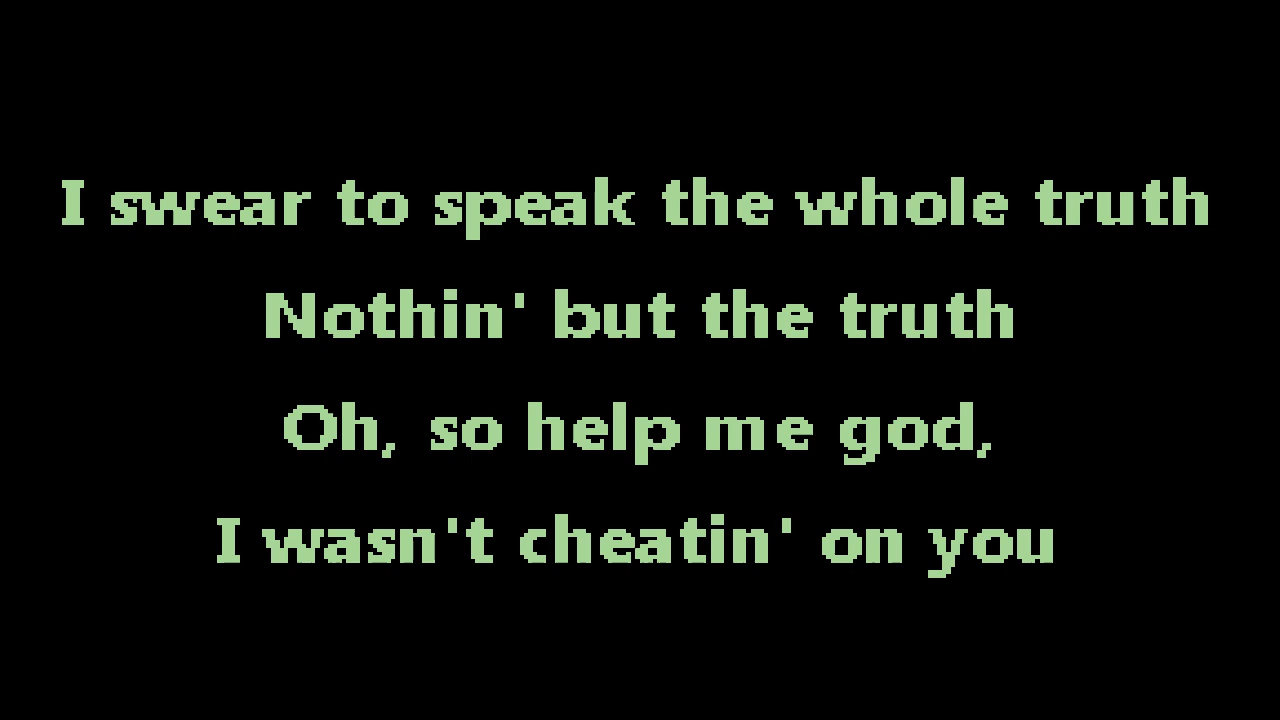 I swear to speak the whole truth
Nothin' but the truth
Oh, so help me god,
I wasn't cheatin' on you